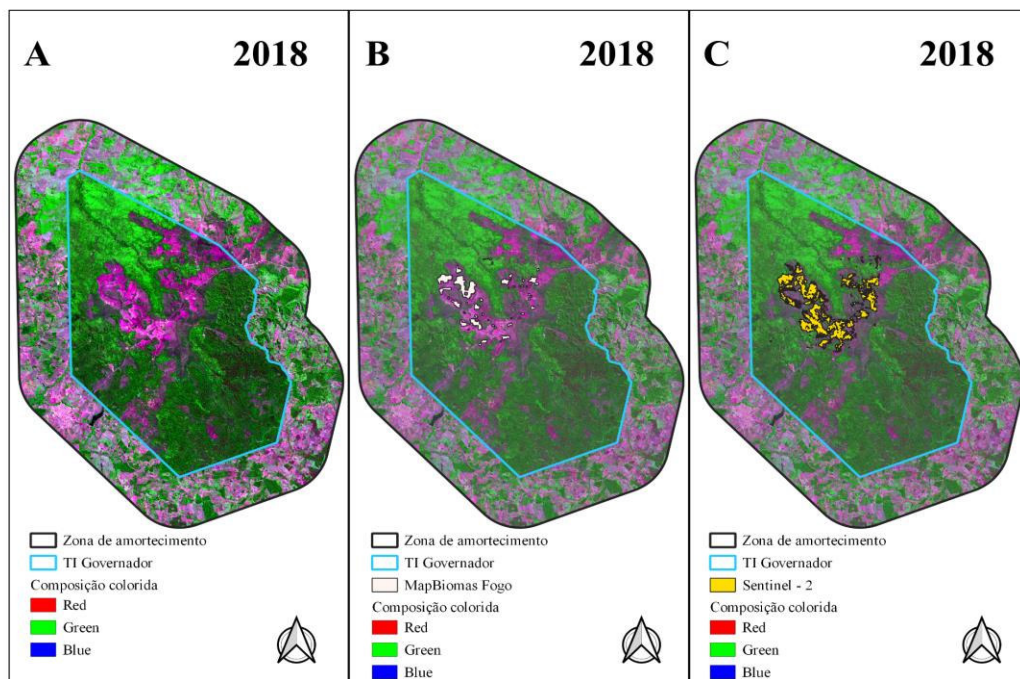 A 2018
Zona de amortecimento
TI Governador
Composição colorida
Red
Green
Blue
B 2018
Zona de amortecimento
TI Governador
MapBiomas Fogo
Composição colorida
Red
Green
Blue
C 2018
Zona de amortecimento
TI Governador
Sentinel - 2
Composição colorida
Red
Green
Blue